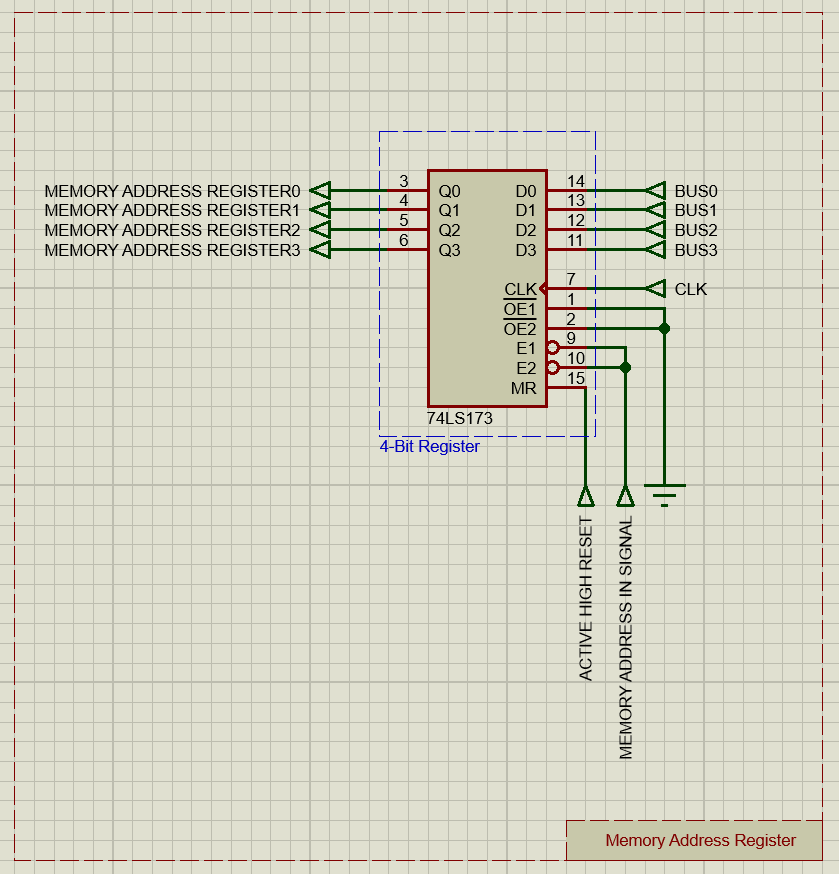 MEMORY ADDRESS REGISTER0 3 Q0 D0 14 BUS0
MEMORY ADDRESS REGISTER1 4 Q1 D1 13 BUS1
MEMORY ADDRESS REGISTER2 5 Q2 D2 12 BUS2
MEMORY ADDRESS REGISTER3 6 Q3 D3 11 BUS3
CLK 7 CLK
OE1 1
OE2 2
E1 9
E2 10
MR 15
74LS173
4-Bit Register
ACTIVE HIGH RESET
MEMORY ADDRESS IN SIGNAL
Memory Address Register